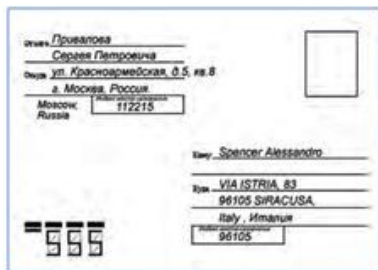 От кого Привалова
Сергея Петровича
Откуда ул. Красноармейская, д.5, кв.8
г. Москва, Россия
Moscow,
Russia
112215
Кому Spencer Alessandro
Куда VIA ISTRIA, 83
96105 SIRACUSA,
Italy , Италия
96105